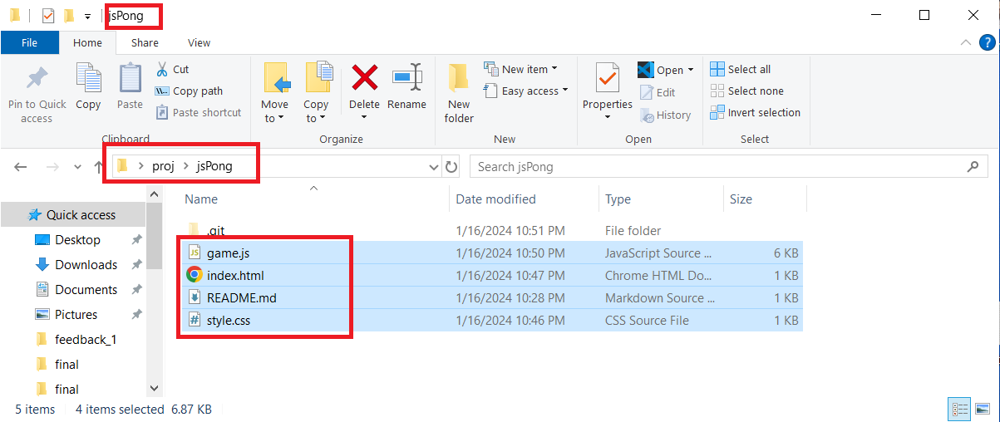 jsPong
File Home Share View
Pin to Quick access
Copy
Paste
Cut
Copy path
Paste shortcut
Clipboard
Move to
Copy to
Delete
Rename
Organize
New folder
New item
Easy access
New
Properties
Open
Edit
History
Open
Select all
Select none
Invert selection
Select
proj jsPong
Search jsPong
Quick access
Desktop
Downloads
Documents
Pictures
feedback_1
final
final
Name Date modified Type Size
.git 1/16/2024 10:51 PM File folder
game.js 1/16/2024 10:50 PM JavaScript Source ... 6 KB
index.html 1/16/2024 10:47 PM Chrome HTML Do... 1 KB
README.md 1/16/2024 10:28 PM Markdown Source ... 1 KB
style.css 1/16/2024 10:46 PM CSS Source File 1 KB
5 items 4 items selected 6.87 KB